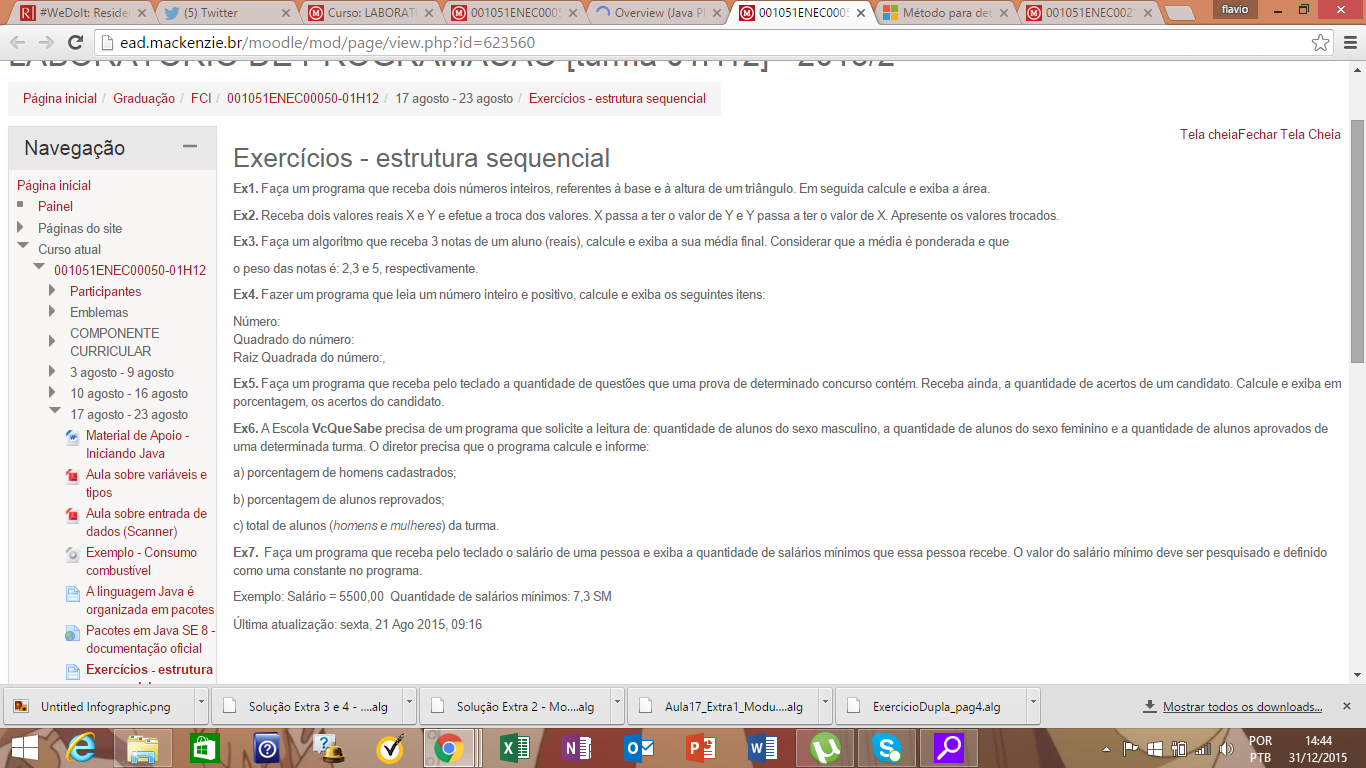 #WeDoIt: Reside
(5) Twitter
Curso: LABORAT
001051ENEC0005
Overview (Java Pl
001051ENEC0005
Método para det
001051ENEC002
flavio
ead.mackenzie.br/moodle/mod/page/view.php?id=623560
LABORATÓRIO DE PROGRAMAÇÃO [turma 01H12] - 2015/2
Página inicial / Graduação / FCI / 001051ENEC00050-01H12 / 17 agosto - 23 agosto / Exercícios - estrutura sequencial
Tela cheiaFechar Tela Cheia
Navegação
Página inicial
Painel
Páginas do site
Curso atual
001051ENEC00050-01H12
Participantes
Emblemas
COMPONENTE
CURRICULAR
3 agosto - 9 agosto
10 agosto - 16 agosto
17 agosto - 23 agosto
Material de Apoio -
Iniciando Java
Aula sobre variáveis e
tipos
Aula sobre entrada de
dados (Scanner)
Exemplo - Consumo
combustível
A linguagem Java é
organizada em pacotes
Pacotes em Java SE 8 -
documentação oficial
Exercícios - estrutura
Exercícios - estrutura sequencial
Ex1. Faça um programa que receba dois números inteiros, referentes à base e à altura de um triângulo. Em seguida calcule e exiba a área.
Ex2. Receba dois valores reais X e Y e efetue a troca dos valores. X passa a ter o valor de Y e Y passa a ter o valor de X. Apresente os valores trocados.
Ex3. Faça um algoritmo que receba 3 notas de um aluno (reais), calcule e exiba a sua média final. Considerar que a média é ponderada e que
o peso das notas é: 2,3 e 5, respectivamente.
Ex4. Fazer um programa que leia um número inteiro e positivo, calcule e exiba os seguintes itens:
Número:
Quadrado do número:
Raiz Quadrada do número:,
Ex5. Faça um programa que receba pelo teclado a quantidade de questões que uma prova de determinado concurso contém. Receba ainda, a quantidade de acertos de um candidato. Calcule e exiba em
porcentagem, os acertos do candidato.
Ex6. A Escola VcQueSabe precisa de um programa que solicite a leitura de: quantidade de alunos do sexo masculino, a quantidade de alunos do sexo feminino e a quantidade de alunos aprovados de
uma determinada turma. O diretor precisa que o programa calcule e informe:
a) porcentagem de homens cadastrados;
b) porcentagem de alunos reprovados;
c) total de alunos (homens e mulheres) da turma.
Ex7. Faça um programa que receba pelo teclado o salário de uma pessoa e exiba a quantidade de salários mínimos que essa pessoa recebe. O valor do salário mínimo deve ser pesquisado e definido
como uma constante no programa.
Exemplo: Salário = 5500,00 Quantidade de salários mínimos: 7,3 SM
Última atualização: sexta, 21 Ago 2015, 09:16
Untitled Infographic.png
Solução Extra 3 e 4 - ....alg
Solução Extra 2 - Mo....alg
Aula17_Extra1_Modu....alg
ExercicioDupla_pag4.alg
Mostrar todos os downloads...
POR
PTB
14:44
31/12/2015